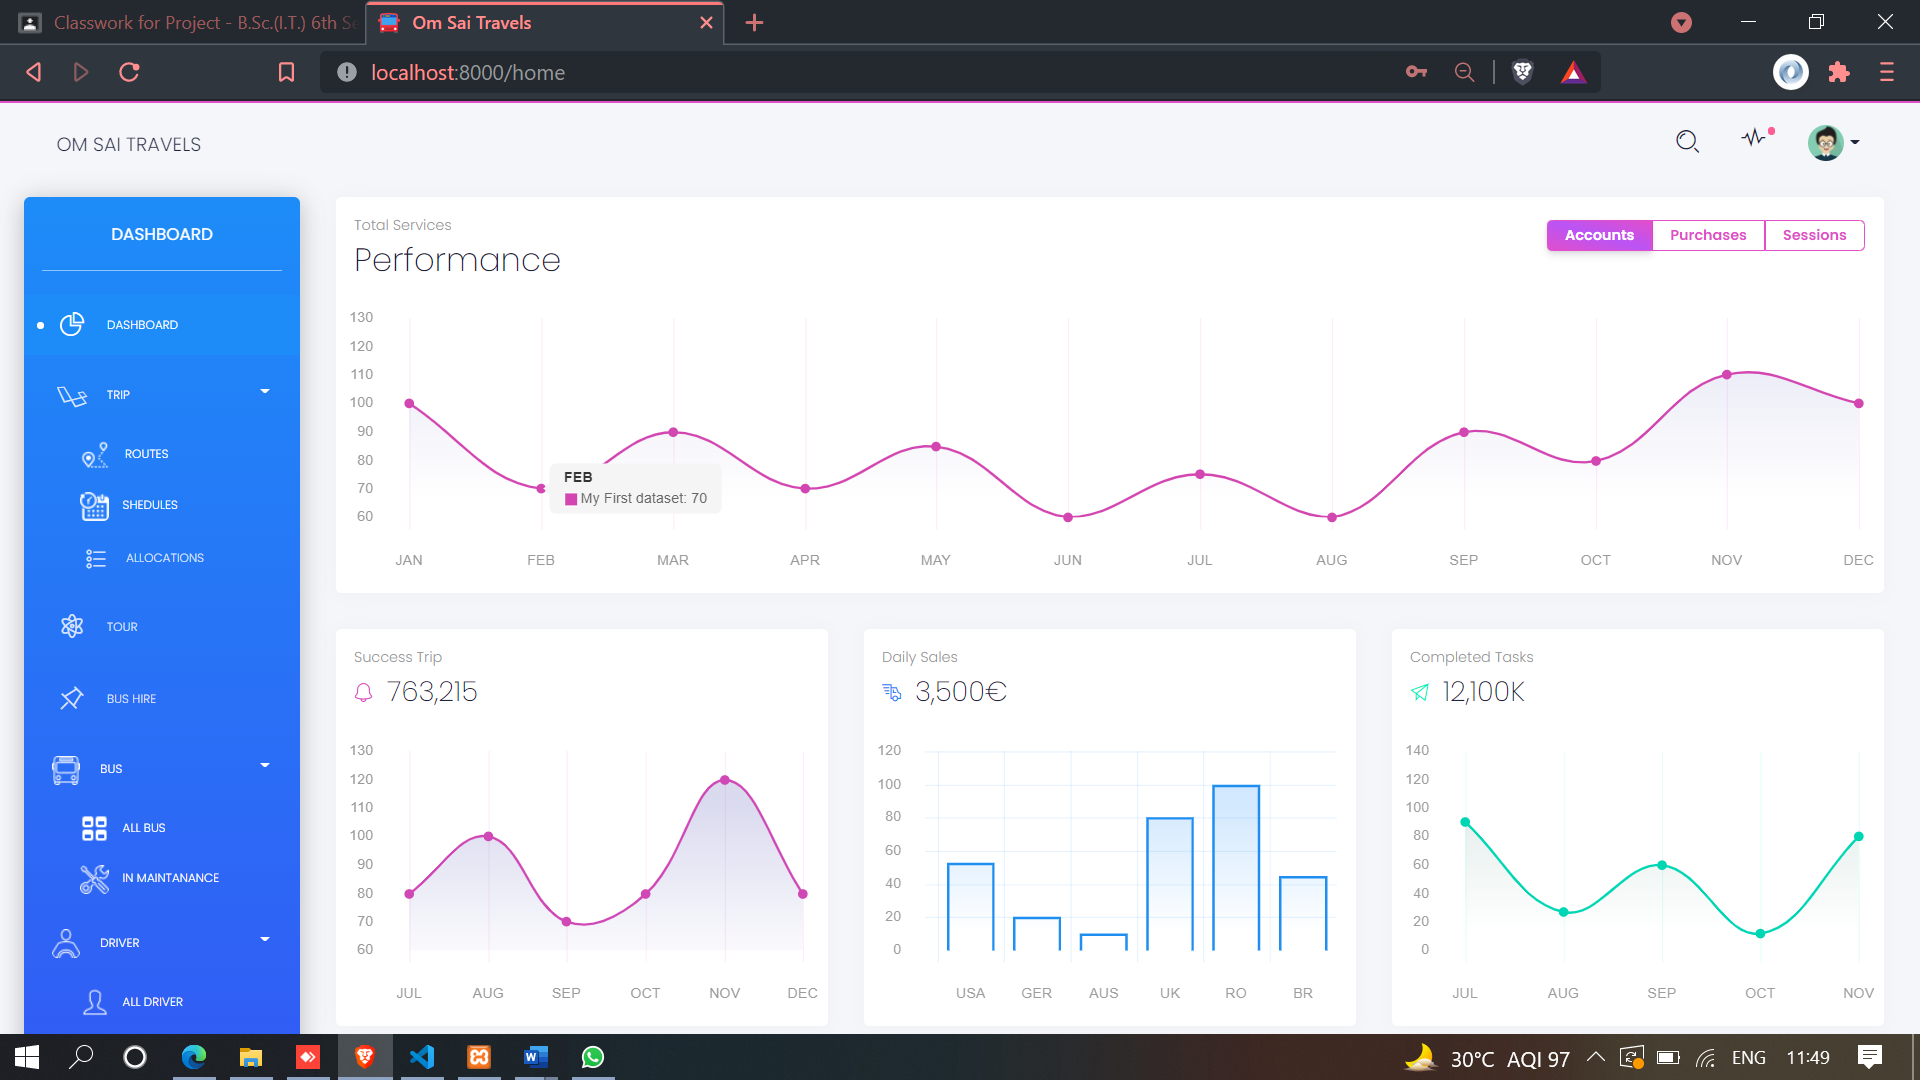 Classwork for Project - B.Sc.(I.T.) 6th Se
Om Sai Travels
localhost:8000/home
OM SAI TRAVELS
DASHBOARD
DASHBOARD
TRIP
ROUTES
SHEDULES
ALLOCATIONS
TOUR
BUS HIRE
BUS
ALL BUS
IN MAINTANANCE
DRIVER
ALL DRIVER
Total Services
Performance
Accounts Purchases Sessions
130
120
110
100
90
80
70
60
FEB
My First dataset: 70
JAN FEB MAR APR MAY JUN JUL AUG SEP OCT NOV DEC
Success Trip
763,215
130
120
110
100
90
80
70
60
JUL AUG SEP OCT NOV DEC
Daily Sales
3,500€
120
100
80
60
40
20
0
USA GER AUS UK RO BR
Completed Tasks
12,100K
140
120
100
80
60
40
20
0
JUL AUG SEP OCT NOV
30°C AQI 97 ENG 11:49